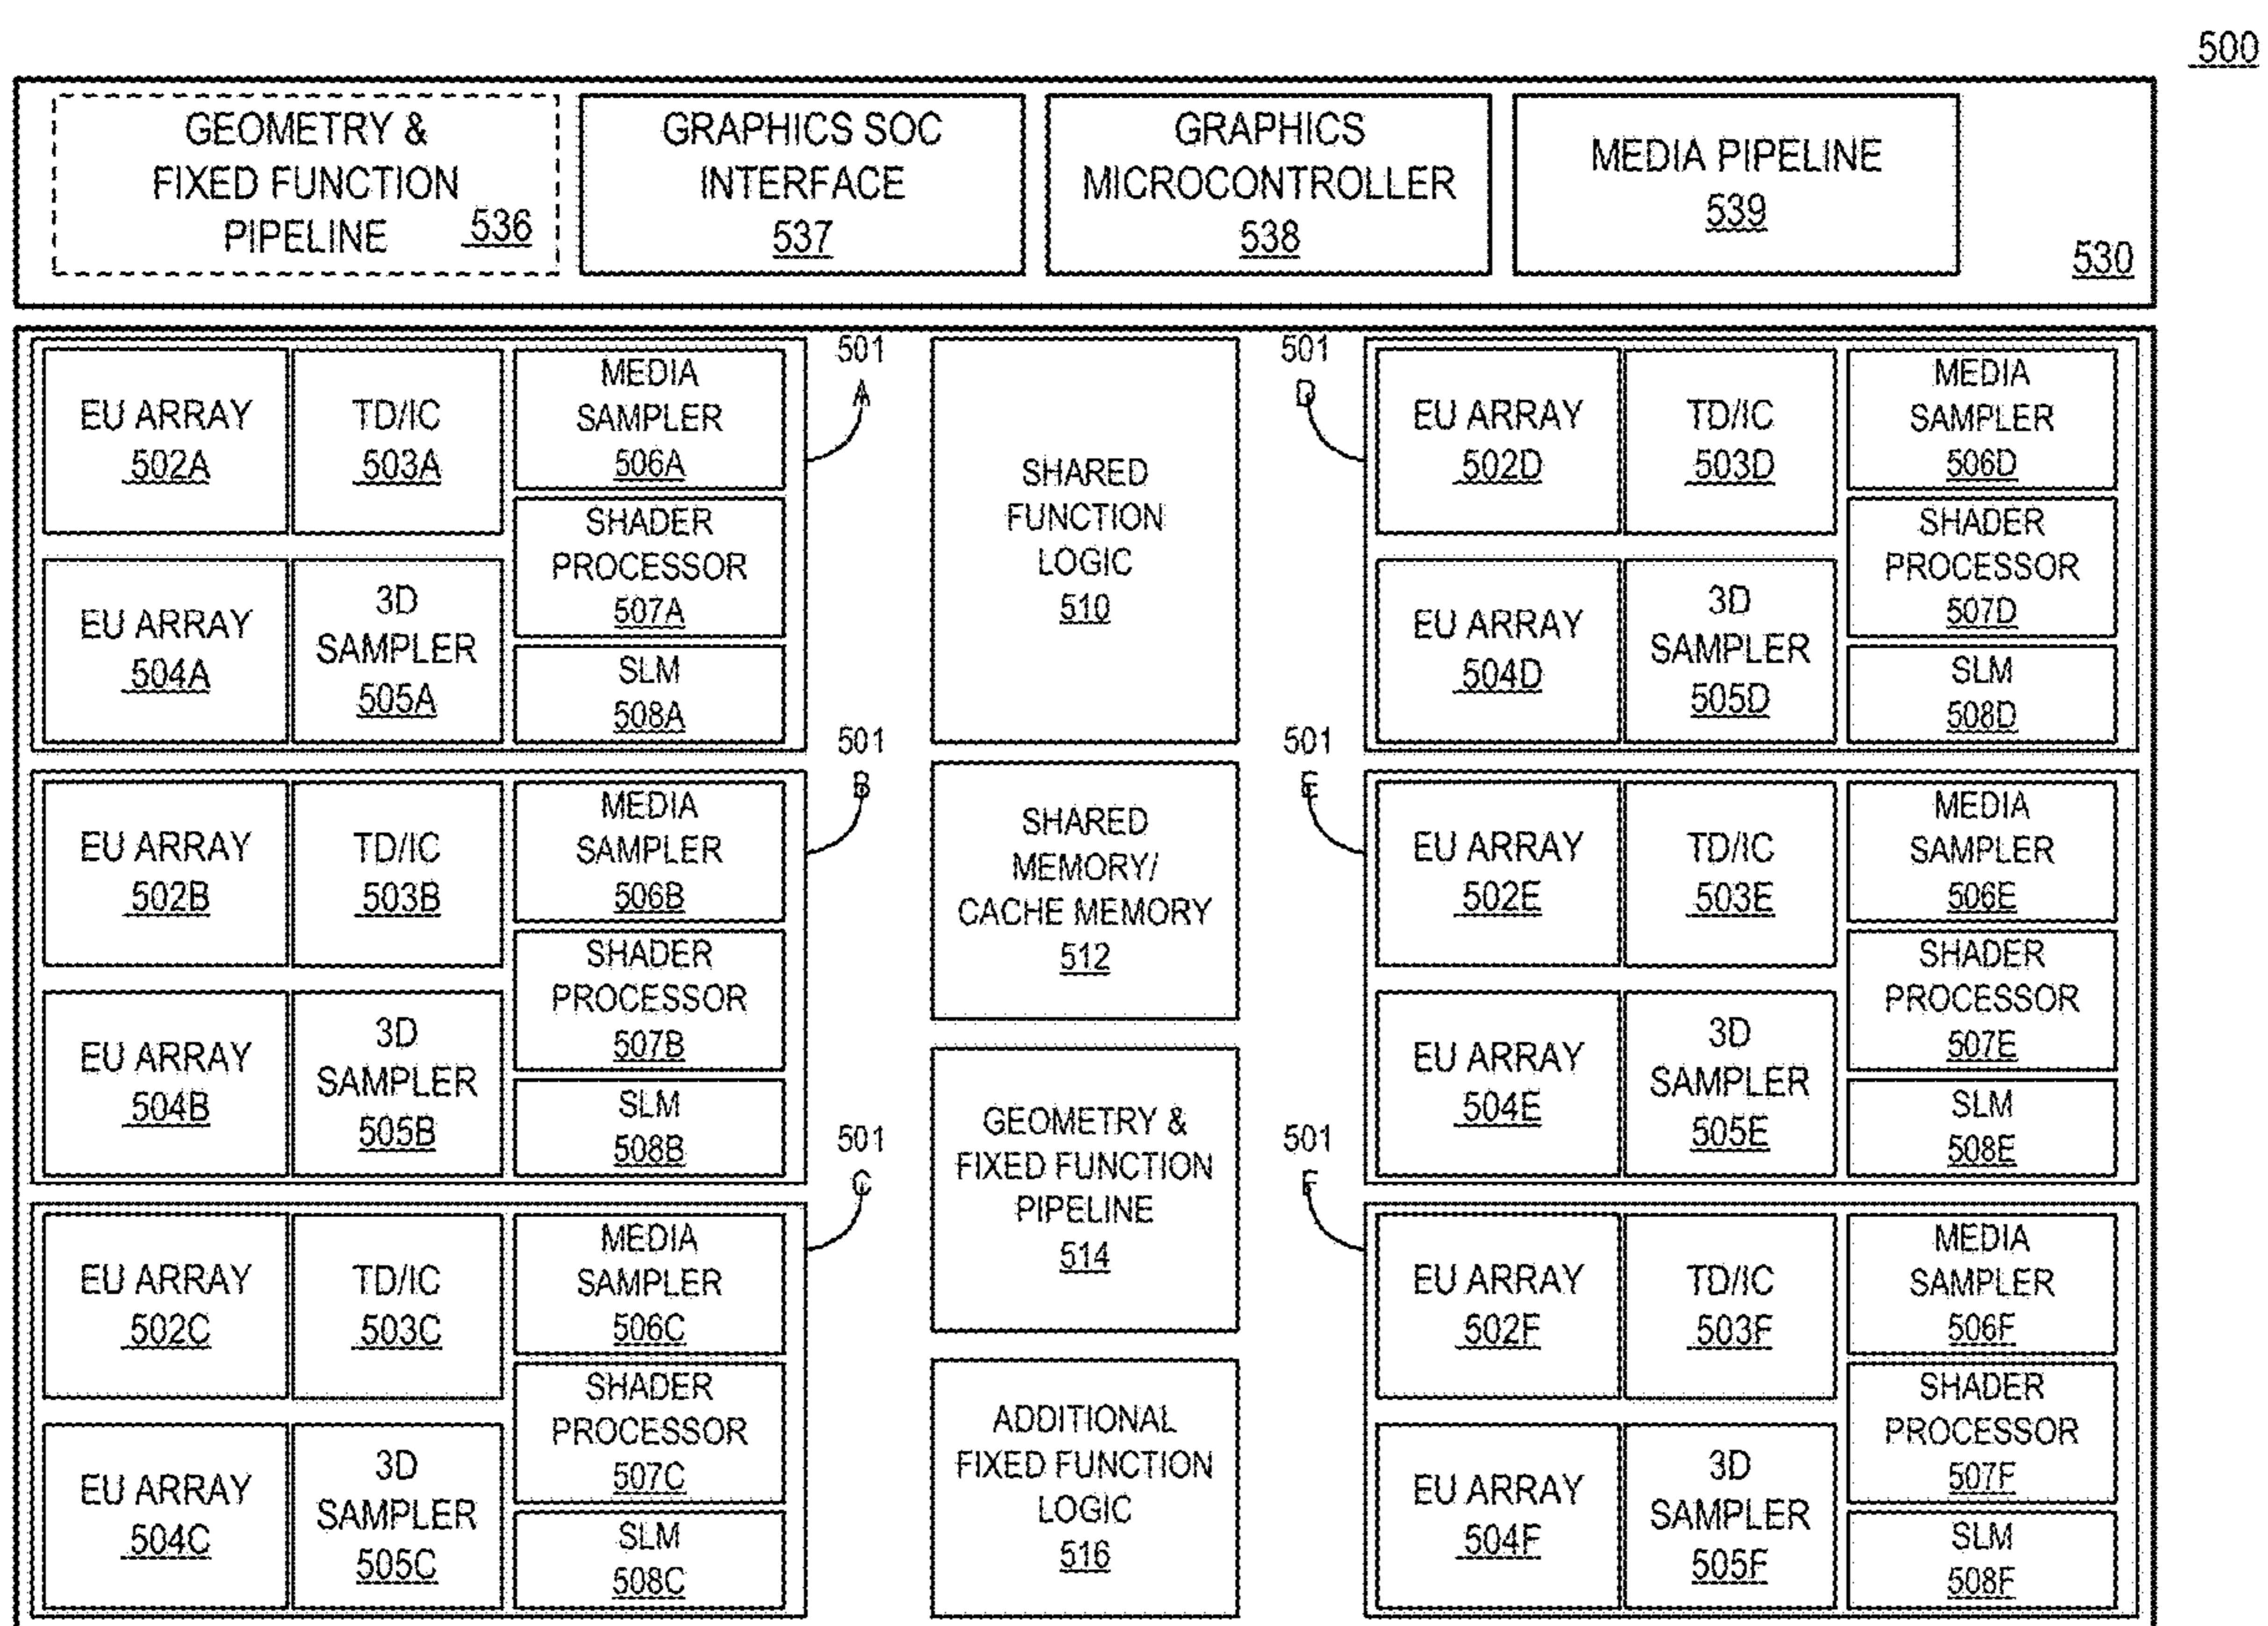 500
GEOMETRY &
FIXED FUNCTION
PIPELINE 536
GRAPHICS SOC
INTERFACE
537
GRAPHICS
MICROCONTROLLER
538
MEDIA PIPELINE
539
530
EU ARRAY
502A
TD/IC
503A
MEDIA
SAMPLER
506A
SHADER
PROCESSOR
507A
EU ARRAY
504A
3D
SAMPLER
505A
SLM
508A
501
A
EU ARRAY
502B
TD/IC
503B
MEDIA
SAMPLER
506B
SHADER
PROCESSOR
507B
EU ARRAY
504B
3D
SAMPLER
505B
SLM
508B
501
B
EU ARRAY
502C
TD/IC
503C
MEDIA
SAMPLER
506C
SHADER
PROCESSOR
507C
EU ARRAY
504C
3D
SAMPLER
505C
SLM
508C
501
C
SHARED
FUNCTION
LOGIC
510
SHARED
MEMORY/
CACHE MEMORY
512
GEOMETRY &
FIXED FUNCTION
PIPELINE
514
ADDITIONAL
FIXED FUNCTION
LOGIC
516
501
D
EU ARRAY
502D
TD/IC
503D
MEDIA
SAMPLER
506D
SHADER
PROCESSOR
507D
EU ARRAY
504D
3D
SAMPLER
505D
SLM
508D
501
E
EU ARRAY
502E
TD/IC
503E
MEDIA
SAMPLER
506E
SHADER
PROCESSOR
507E
EU ARRAY
504E
3D
SAMPLER
505E
SLM
508E
501
F
EU ARRAY
502F
TD/IC
503F
MEDIA
SAMPLER
506F
SHADER
PROCESSOR
507F
EU ARRAY
504F
3D
SAMPLER
505F
SLM
508F